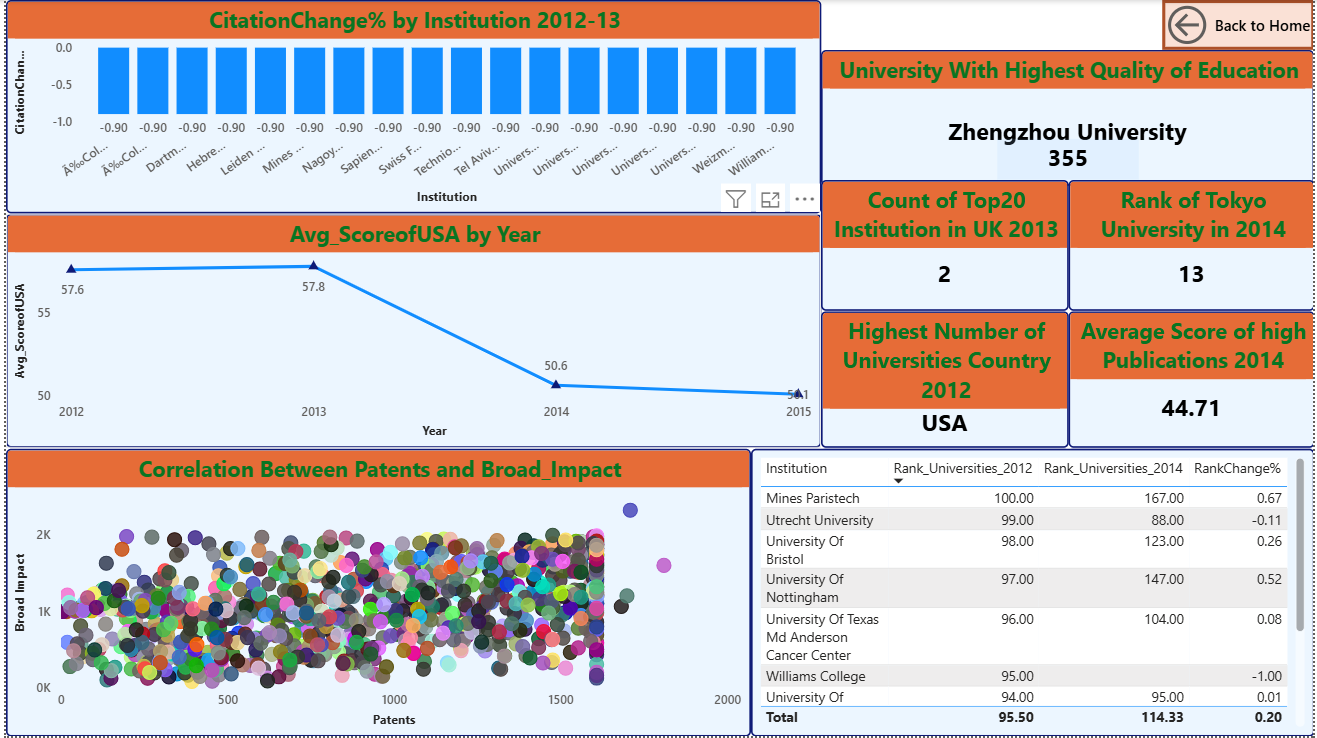 CitationChange% by Institution 2012-13
CitationChan...
0.0
-0.5
-1.0
-0.90 -0.90 -0.90 -0.90 -0.90 -0.90 -0.90 -0.90 -0.90 -0.90 -0.90 -0.90 -0.90 -0.90 -0.90 -0.90 -0.90 -0.90
Ã‰Col... Ã‰Col... Dartm... Hebre... Leiden ... Mines ... Nagoy... Sapien... Swiss F... Technio... Tel Aviv... Univers... Univers... Univers... Univers... Univers... Weizm... William...
Institution
Back to Home
University With Highest Quality of Education
Zhengzhou University
355
Count of Top20
Institution in UK 2013
2
Rank of Tokyo
University in 2014
13
Avg_ScoreofUSA by Year
Avg_ScoreofUSA
55
50
57.6
57.8
50.6
2012 2013 2014 2015
Year
Highest Number of
Universities Country
2012
USA
Average Score of high
Publications 2014
44.71
Correlation Between Patents and Broad_Impact
Broad Impact
2K
1K
0K
0 500 1000 1500 2000
Patents
Institution Rank_Universities_2012 Rank_Universities_2014 RankChange%
Mines Paristech 100.00 167.00 0.67
Utrecht University 99.00 88.00 -0.11
University Of 98.00 123.00 0.26
Bristol
University Of 97.00 147.00 0.52
Nottingham
University Of Texas 96.00 104.00 0.08
Md Anderson
Cancer Center
Williams College 95.00 -1.00
University Of 94.00 95.00 0.01
Total 95.50 114.33 0.20